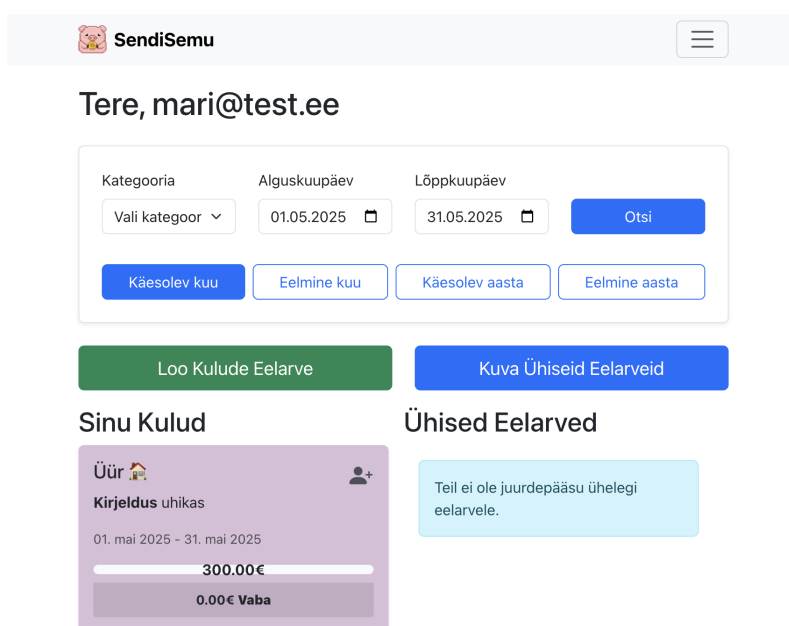 SendiSemu
Tere, mari@test.ee
Kategooria Alguskuupäev Lõppkuupäev
Vali kategoor 01.05.2025 31.05.2025 Otsi
Käesolev kuu Eelmine kuu Käesolev aasta Eelmine aasta
Loo Kulude Eelarve Kuva Ühiseid Eelarveid
Sinu Kulud Ühised Eelarved
Üür
Kirjeldus uhikas
01. mai 2025 - 31. mai 2025
300.00€
0.00€ Vaba
Teil ei ole juurdepääsu ühelegi
eelarvele.